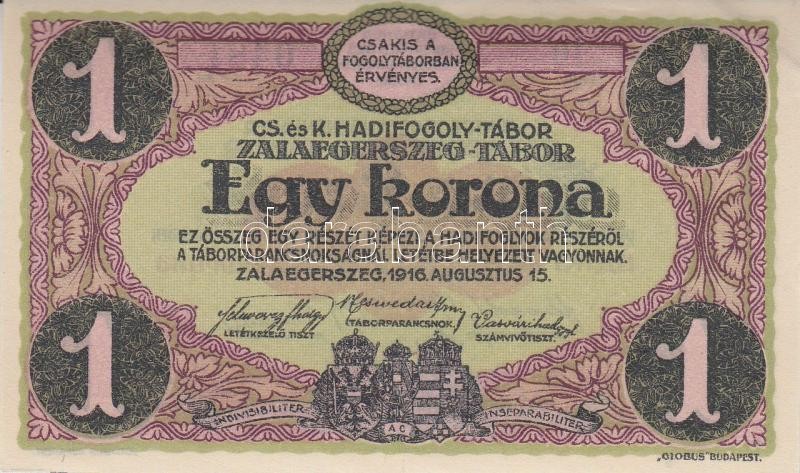 1
1
CSAKIS A
FOGOLYTÁBORBAN
ÉRVÉNYES.
CS. és K. HADIFOGOLY-TÁBOR
ZALAEGERSZEG-TÁBOR
Egy korona
darabanth
EZ ÖSSZEG EGY RÉSZÉT KÉPEZI A HADIFOGLYOK RÉSZÉRŐL
A TÁBORPARANCSNOKSÁGNÁL LETÉTBE HELYEZETT VAGYONNAK.
ZALAEGERSZEG, 1916. AUGUSZTUS 15.
LETÉTKEZELŐ TISZT
(TÁBORPARANCSNOK.)
SZÁMVIVŐTISZT.
1
1
INDIVISIBILITER
AC
INSEPARABILITER
„GLOBUS" BUDAPEST.